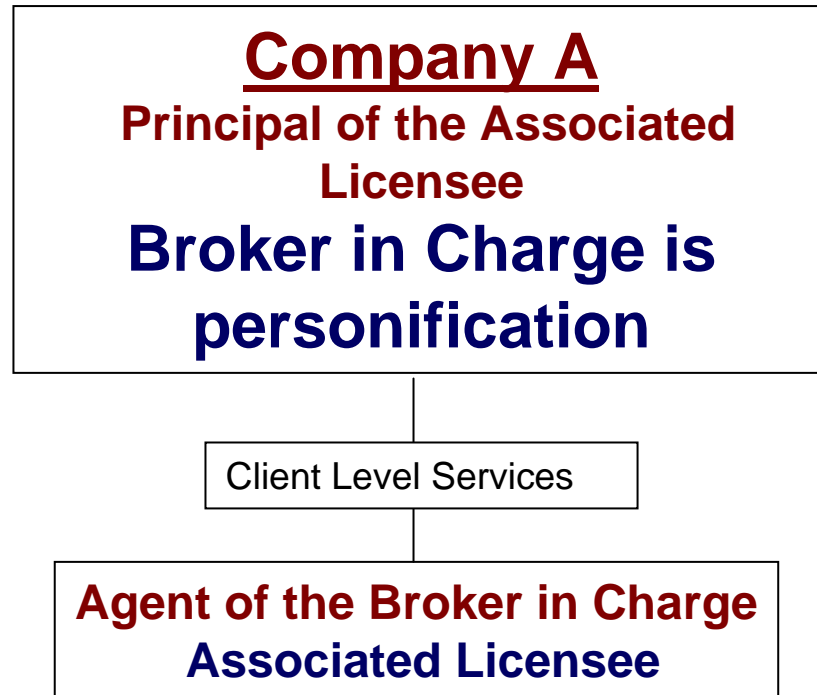 Company A
Principal of the Associated
Licensee
Broker in Charge is
personification
Client Level Services
Agent of the Broker in Charge
Associated Licensee